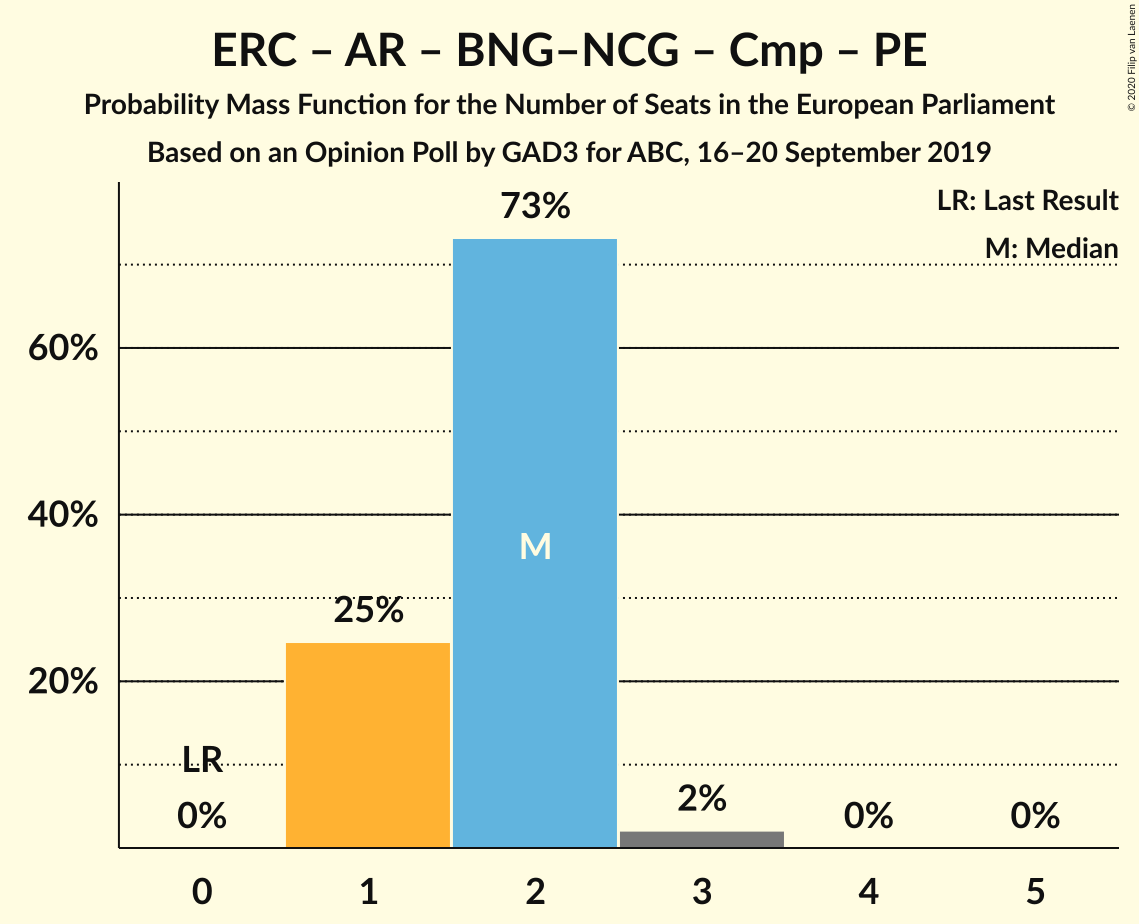 ERC – AR – BNG–NCG – Cmp – PE
Probability Mass Function for the Number of Seats in the European Parliament
Based on an Opinion Poll by GAD3 for ABC, 16–20 September 2019
© 2020 Filip van Laenen
LR: Last Result
M: Median
73%
60%
40%
M
25%
20%
LR
0%
2%
0%
0%
0 1 2 3 4 5